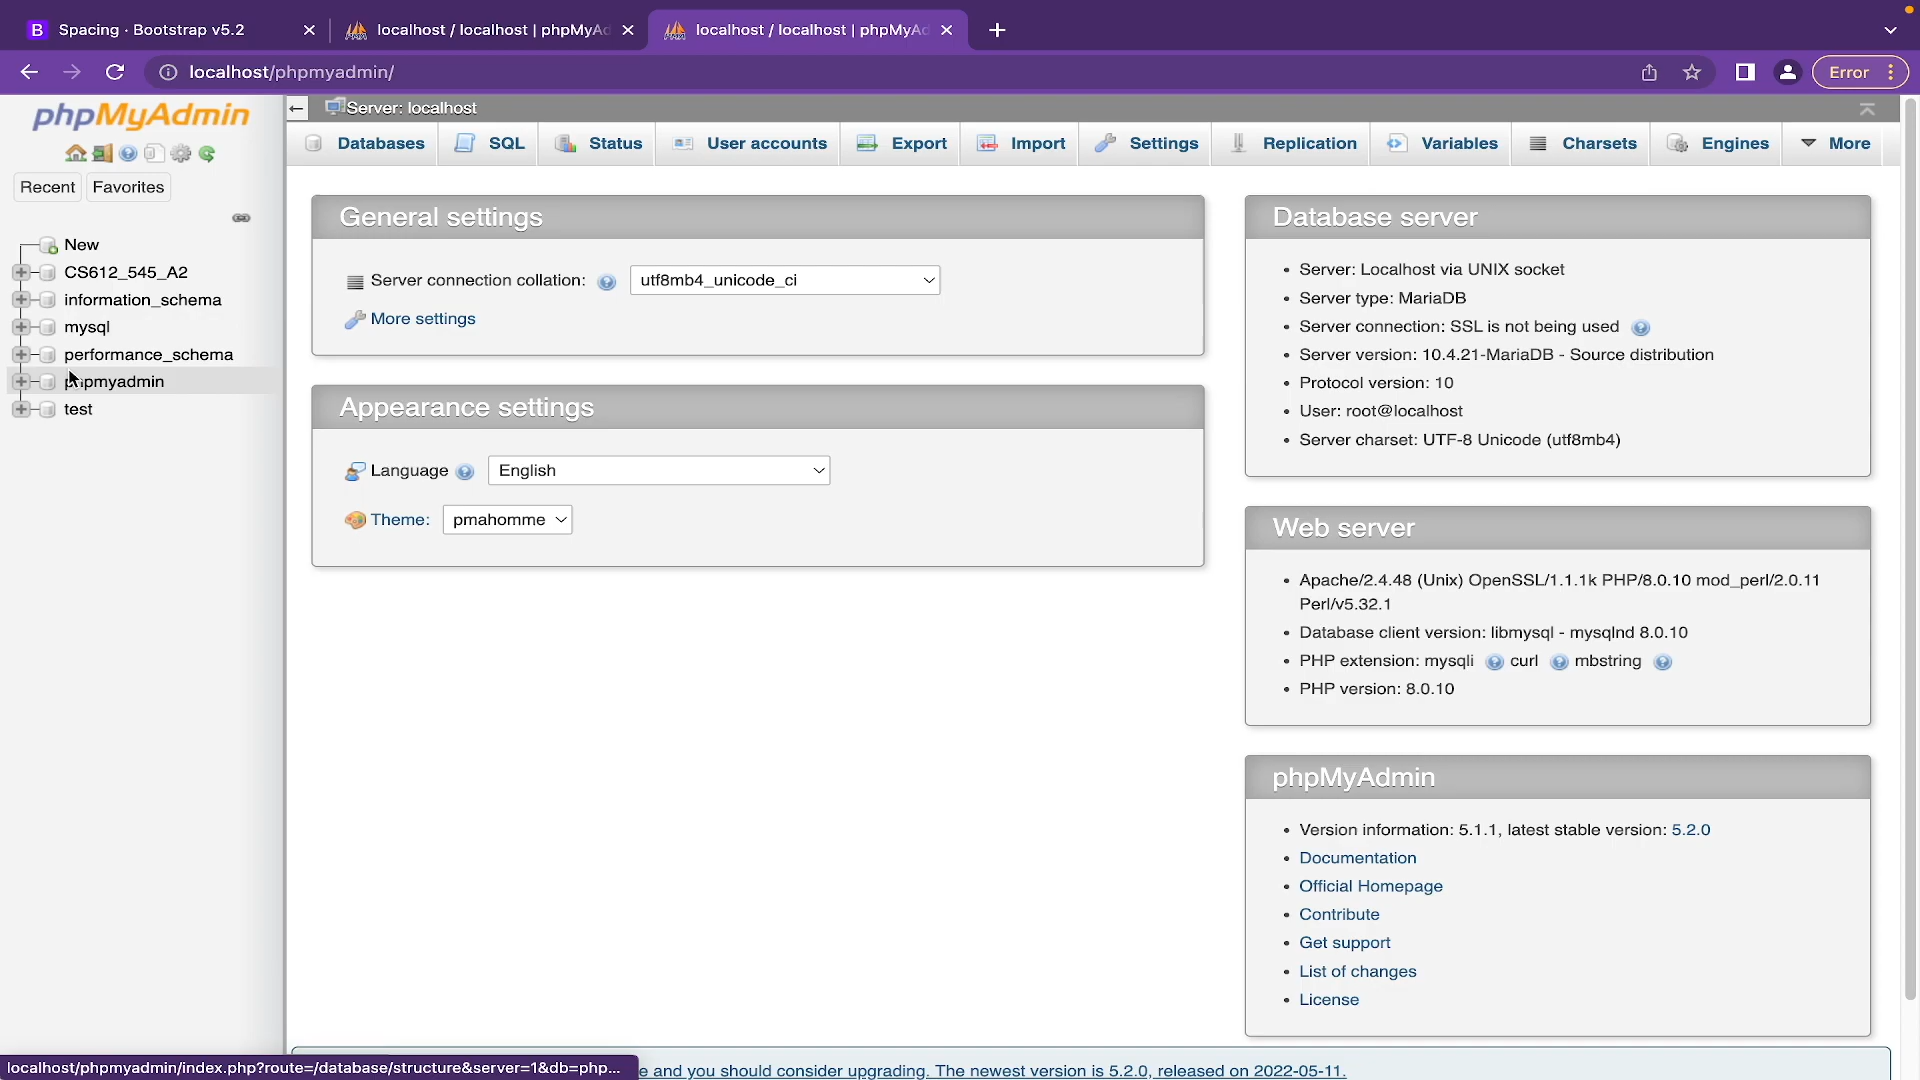 Spacing · Bootstrap v5.2
localhost / localhost | phpMyAd
localhost / localhost | phpMyAd
localhost/phpmyadmin/
Error
phpMyAdmin
Recent
Favorites
New
CS612_545_A2
information_schema
mysql
performance_schema
phpmyadmin
test
Server: localhost
Databases
SQL
Status
User accounts
Export
Import
Settings
Replication
Variables
Charsets
Engines
More
General settings
Server connection collation:
utf8mb4_unicode_ci
More settings
Appearance settings
Language
English
Theme:
pmahomme
Database server
Server: Localhost via UNIX socket
Server type: MariaDB
Server connection: SSL is not being used
Server version: 10.4.21-MariaDB - Source distribution
Protocol version: 10
User: root@localhost
Server charset: UTF-8 Unicode (utf8mb4)
Web server
Apache/2.4.48 (Unix) OpenSSL/1.1.1k PHP/8.0.10 mod_perl/2.0.11
Perl/v5.32.1
Database client version: libmysql - mysqlnd 8.0.10
PHP extension: mysqli curl mbstring
PHP version: 8.0.10
phpMyAdmin
Version information: 5.1.1, latest stable version: 5.2.0
Documentation
Official Homepage
Contribute
Get support
List of changes
License
localhost/phpmyadmin/index.php?route=/database/structure&server=1&db=php...
e and you should consider upgrading. The newest version is 5.2.0, released on 2022-05-11.